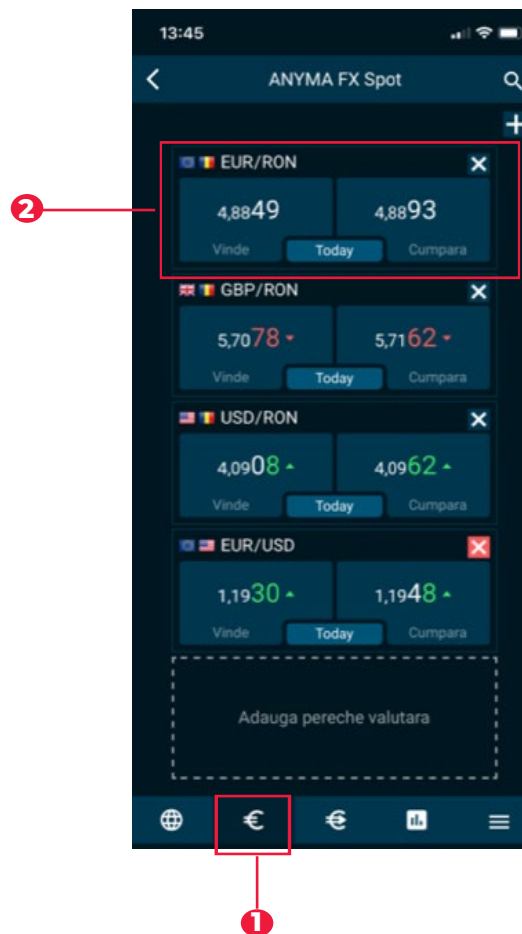 13:45
ANYMA FX Spot
EUR/RON
4,8849 4,8893
Vinde Today Cumpara
GBP/RON
5,7078 5,7162
Vinde Today Cumpara
USD/RON
4,0908 4,0962
Vinde Today Cumpara
EUR/USD
1,1930 1,1948
Vinde Today Cumpara
Adauga pereche valutara
2
1